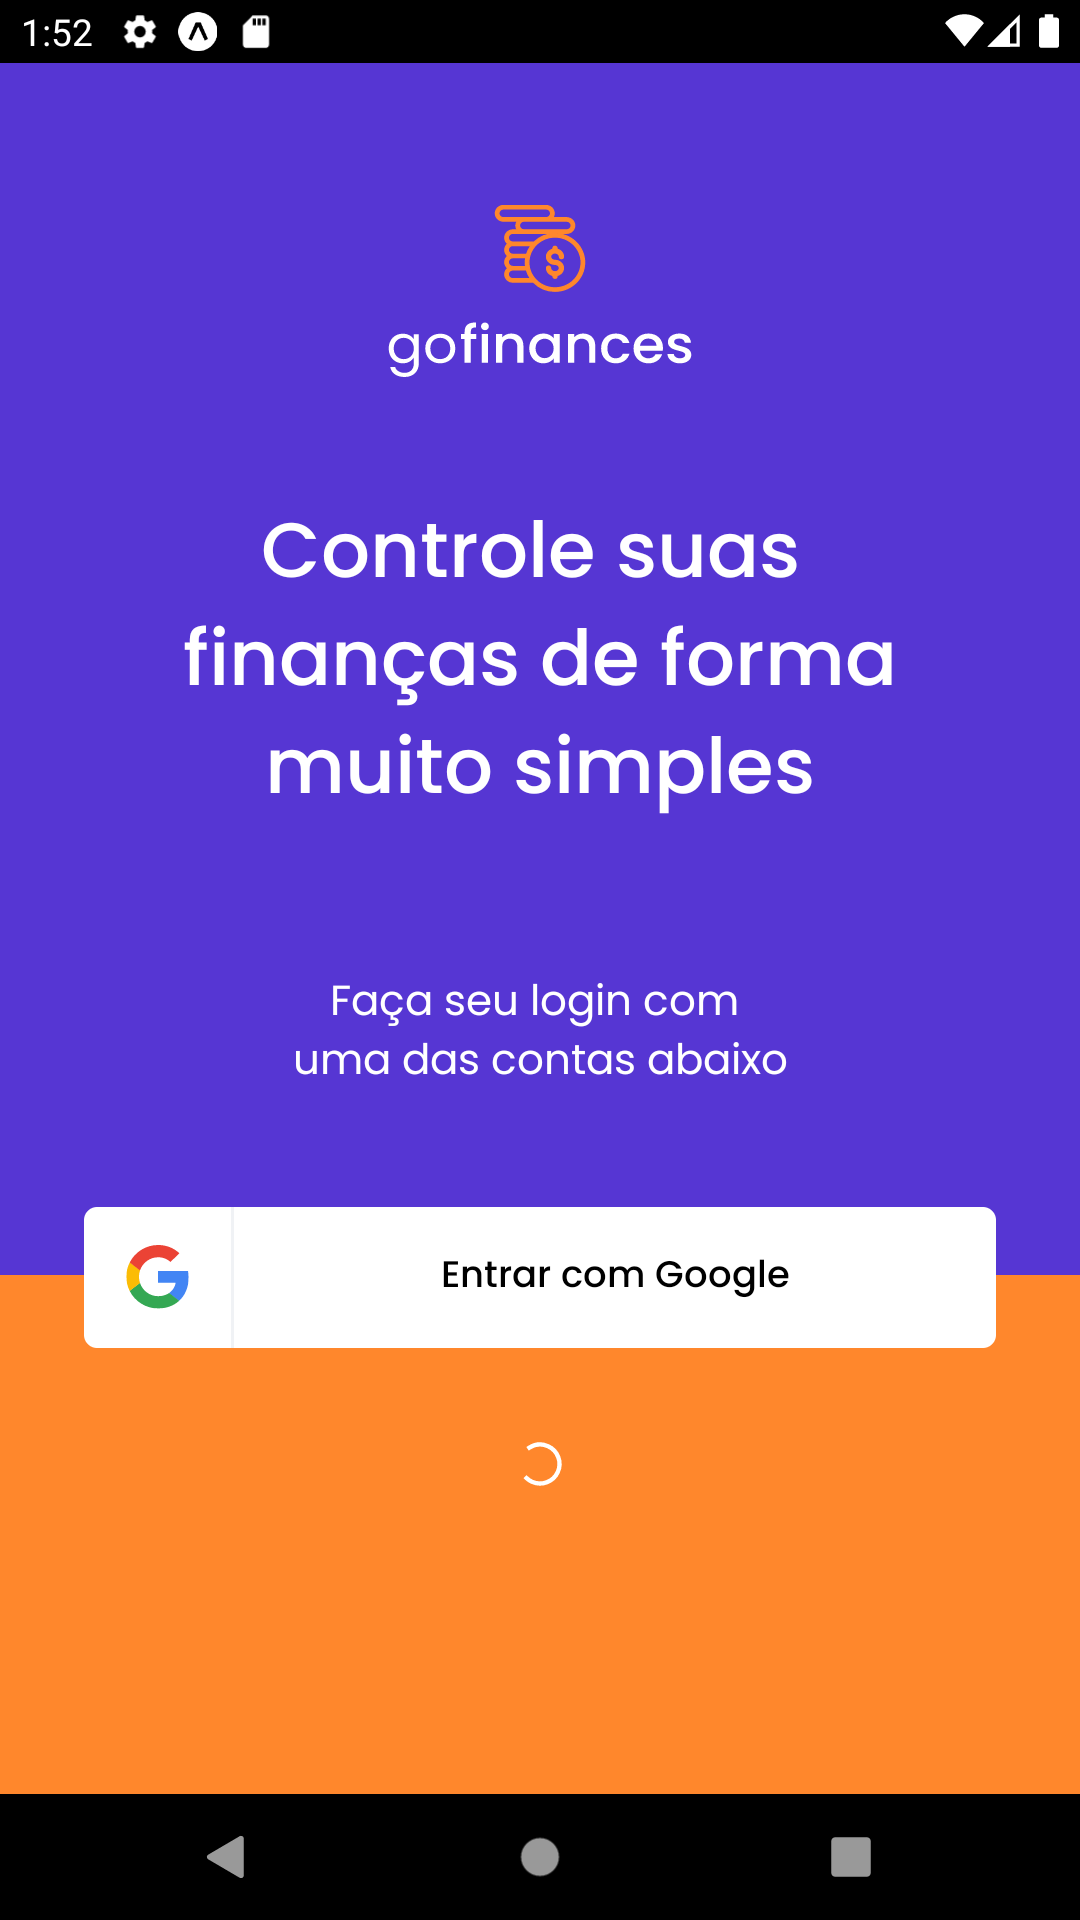 1:52
gofinances
Controle suas
finanças de forma
muito simples
Faça seu login com
uma das contas abaixo
Entrar com Google